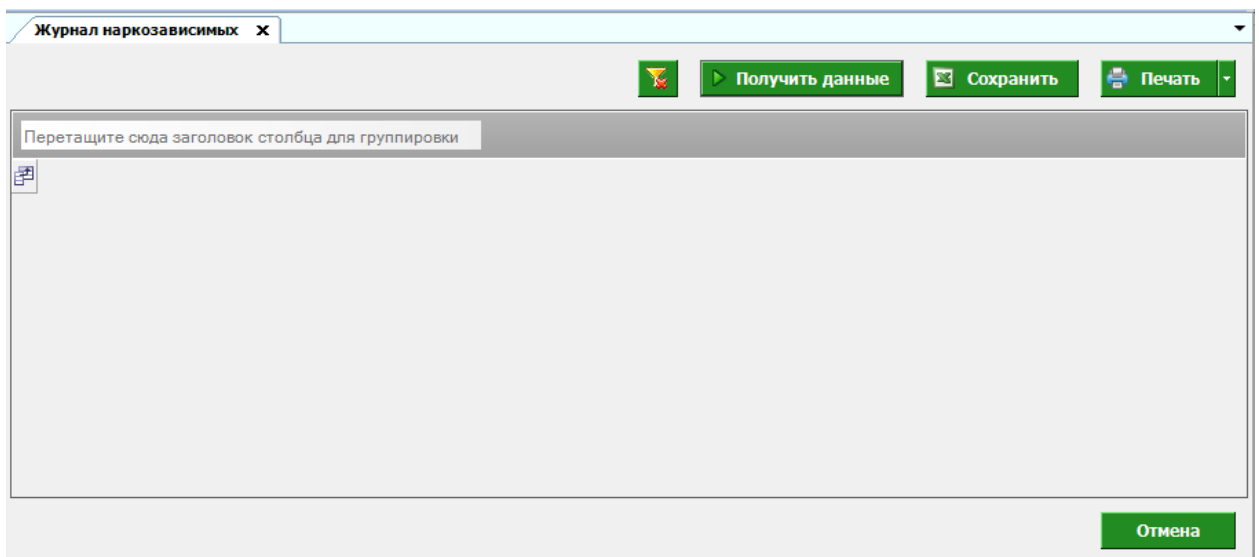 Журнал наркозависимых x
Получить данные Сохранить Печать
Перетащите сюда заголовок столбца для группировки
Отмена